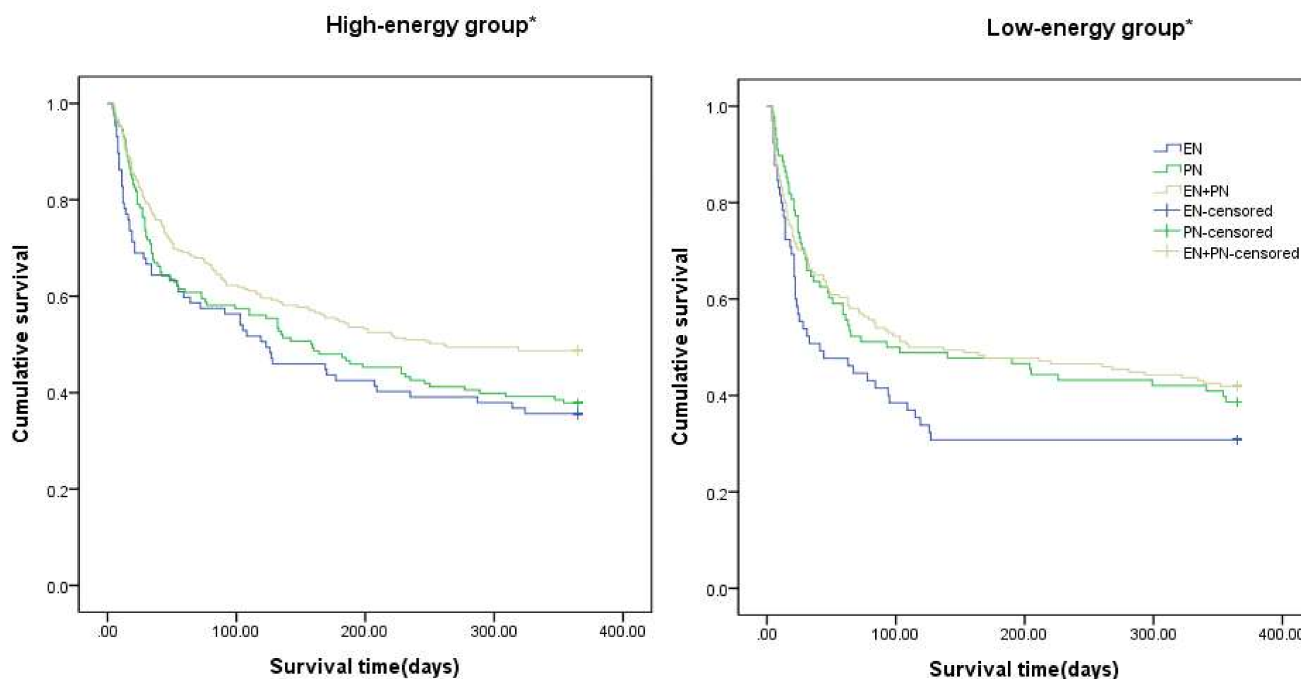 High-energy group*
Low-energy group*
Cumulative survival
1.0
0.8
0.6
0.4
0.2
0.0
.00
100.00
200.00
300.00
400.00
Survival time(days)
Cumulative survival
1.0
0.8
0.6
0.4
0.2
0.0
.00
100.00
200.00
300.00
400.00
Survival time(days)
EN
PN
EN+PN
EN-censored
PN-censored
EN+PN-censored